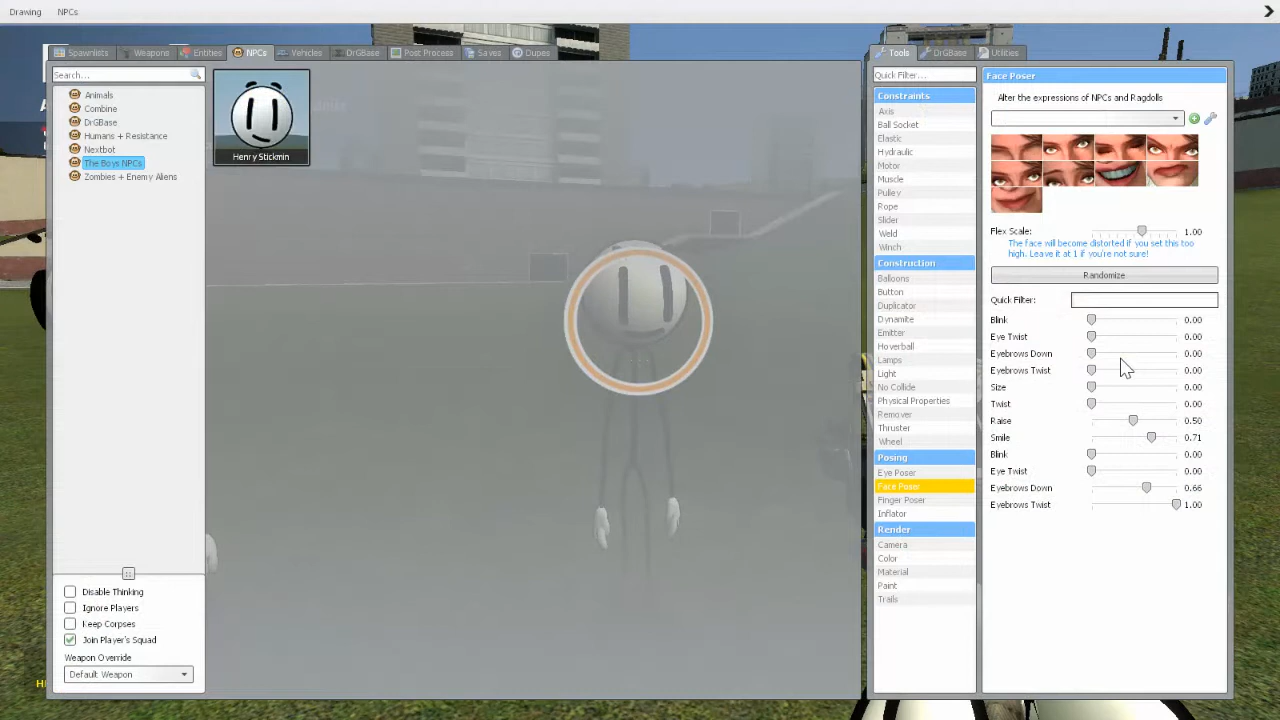 Drawing NPCs
Spawnlists Weapons Entities NPCs Vehicles DrGBase Post Process Saves Dupes
Search...
Animals
Combine
DrGBase
Humans + Resistance
Nextbot
The Boys NPCs
Zombies + Enemy Aliens
Henry Stickmin
Disable Thinking
Ignore Players
Keep Corpses
Join Player's Squad
Weapon Override
Default Weapon
Tools DrGBase Utilities
Quick Filter...
Constraints
Axis
Ball Socket
Elastic
Hydraulic
Motor
Muscle
Pulley
Rope
Slider
Weld
Winch
Construction
Balloons
Button
Duplicator
Dynamite
Emitter
Hoverball
Lamps
Light
No Collide
Physical Properties
Remover
Thruster
Wheel
Posing
Eye Poser
Face Poser
Finger Poser
Inflator
Render
Camera
Color
Material
Paint
Trails
Face Poser
Alter the expressions of NPCs and Ragdolls
Flex Scale: 1.00
The face will become distorted if you set this too
high. Leave it at 1 if you're not sure!
Randomize
Quick Filter:
Blink 0.00
Eye Twist 0.00
Eyebrows Down 0.00
Eyebrows Twist 0.00
Size 0.00
Twist 0.00
Raise 0.50
Smile 0.71
Blink 0.00
Eye Twist 0.00
Eyebrows Down 0.66
Eyebrows Twist 1.00